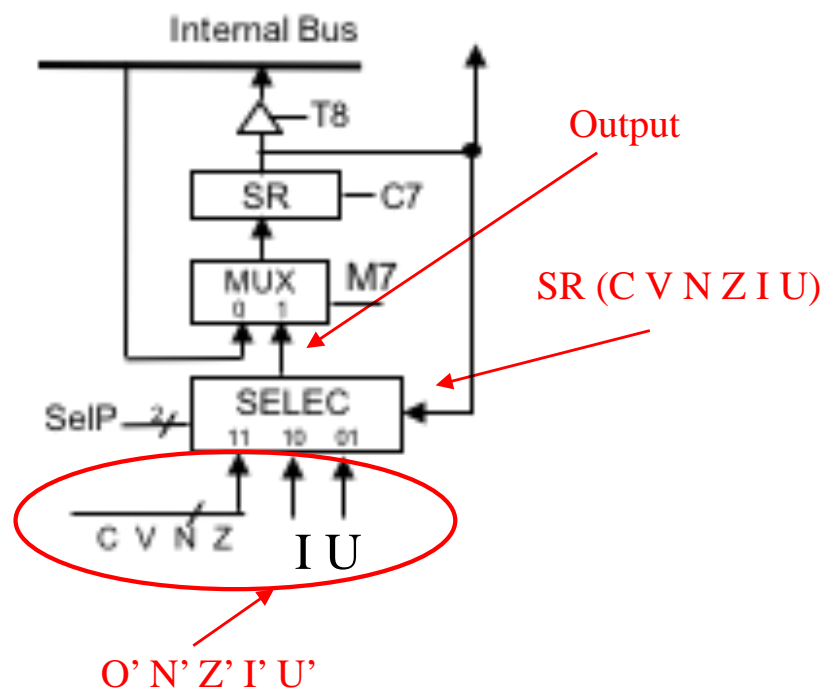 Internal Bus
T8
Output
SR
C7
SR (C V N Z I U)
MUX
M7
0 1
SELEC
SelP
2
11 10 01
C V N Z
I U
O’ N’ Z’ I’ U’